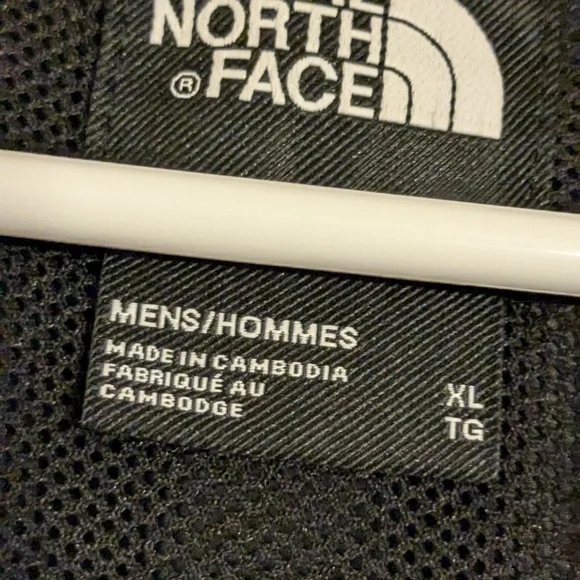 NORTH
® FACE
MENS/HOMMES
MADE IN CAMBODIA
FABRIQUÉ AU
CAMBODGE
XL
TG